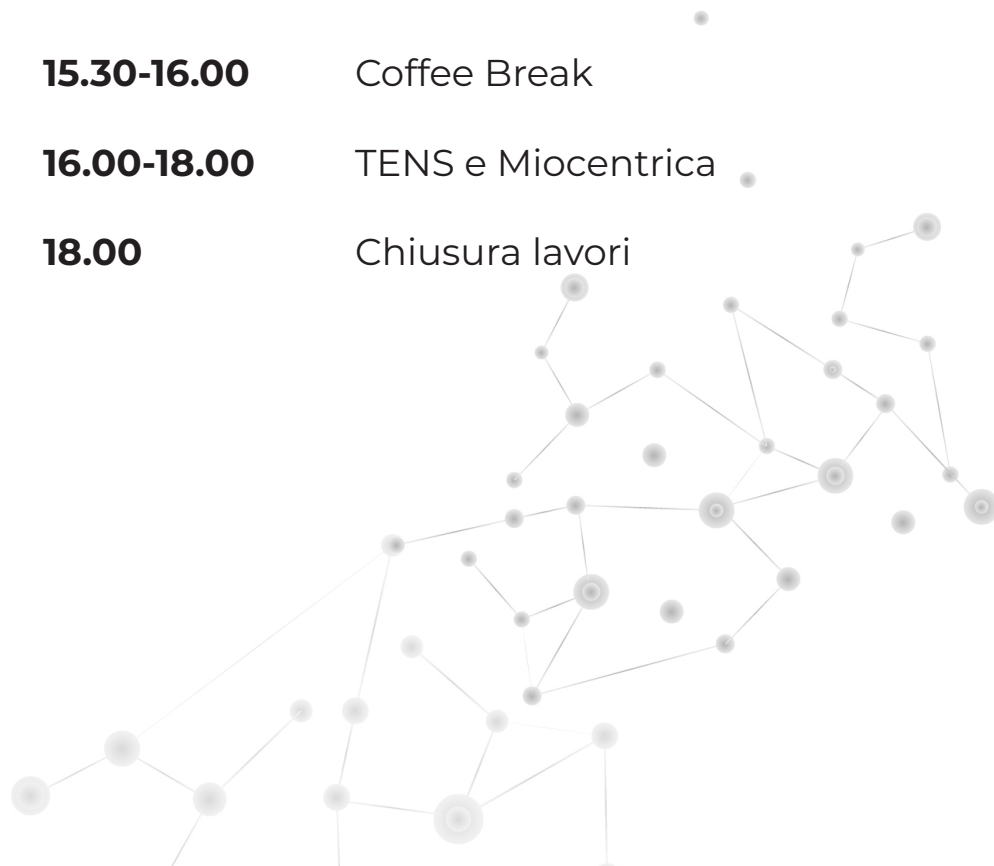 15.30-16.00 Coffee Break
16.00-18.00 TENS e Miocentrica
18.00 Chiusura lavori